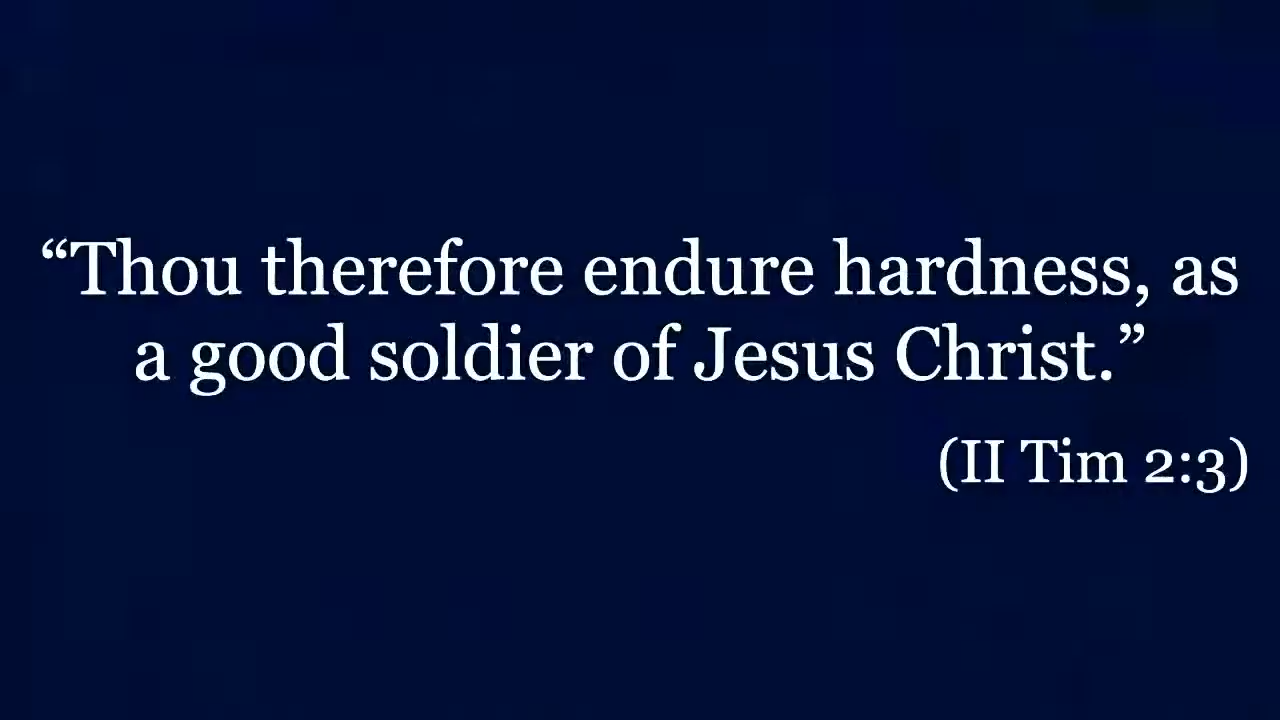 “Thou therefore endure hardness, as
a good soldier of Jesus Christ.”
(II Tim 2:3)